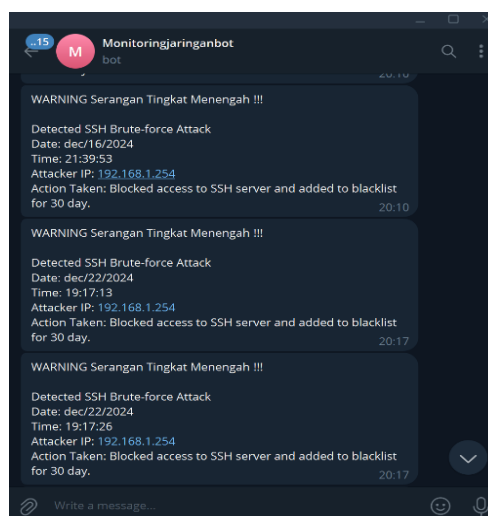 ..15
M
Monitoringjaringanbot
bot
20:10
WARNING Serangan Tingkat Menengah !!!
Detected SSH Brute-force Attack
Date: dec/16/2024
Time: 21:39:53
Attacker IP: 192.168.1.254
Action Taken: Blocked access to SSH server and added to blacklist
for 30 day.
20:10
WARNING Serangan Tingkat Menengah !!!
Detected SSH Brute-force Attack
Date: dec/22/2024
Time: 19:17:13
Attacker IP: 192.168.1.254
Action Taken: Blocked access to SSH server and added to blacklist
for 30 day.
20:17
WARNING Serangan Tingkat Menengah !!!
Detected SSH Brute-force Attack
Date: dec/22/2024
Time: 19:17:26
Attacker IP: 192.168.1.254
Action Taken: Blocked access to SSH server and added to blacklist
for 30 day.
20:17
Write a message...